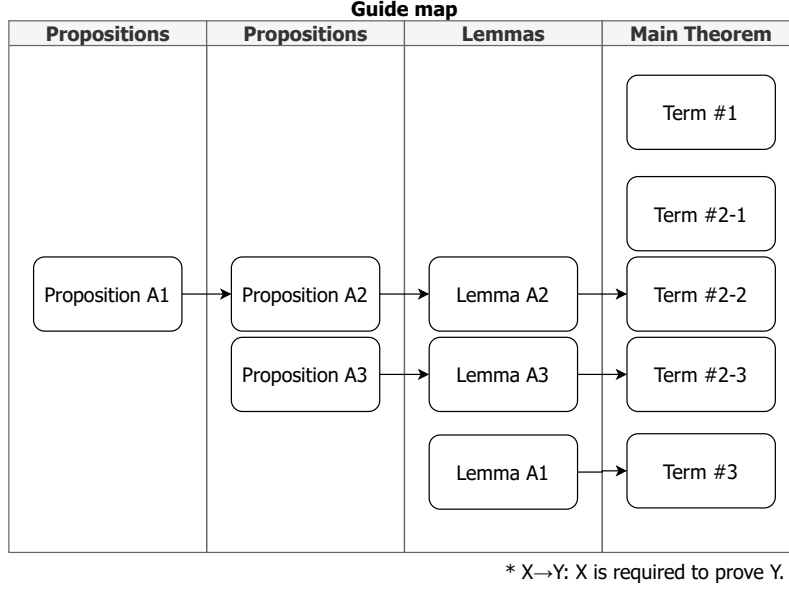 Guide map
Propositions Propositions Lemmas Main Theorem
Term #1
Term #2-1
Proposition A1 Proposition A2 Lemma A2 Term #2-2
Proposition A3 Lemma A3 Term #2-3
Lemma A1 Term #3
* X→Y: X is required to prove Y.